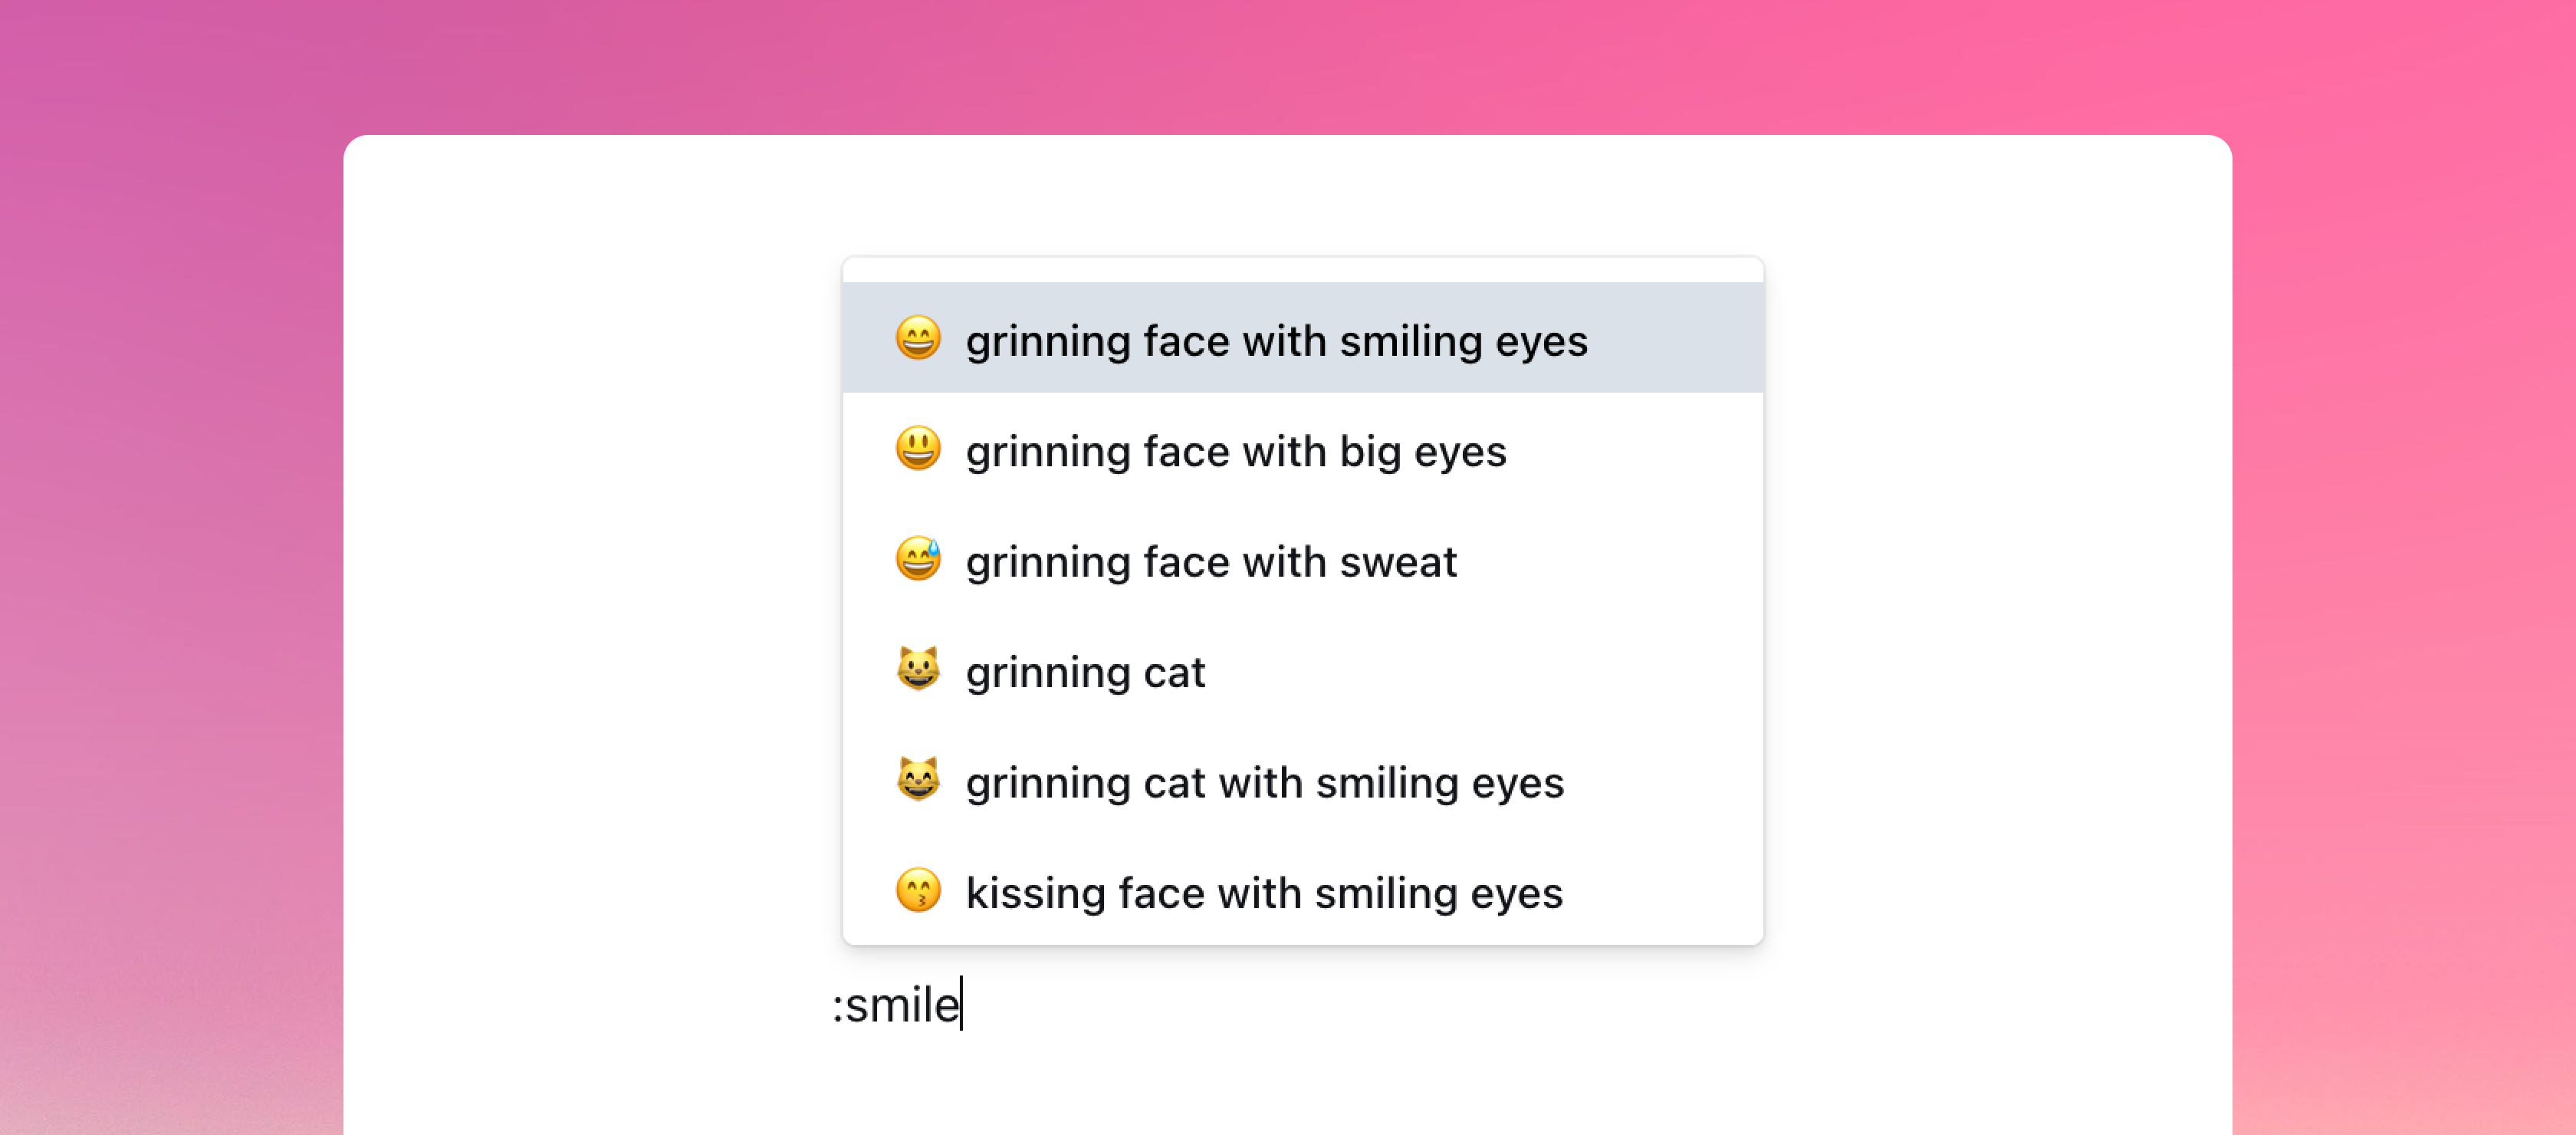 😄 grinning face with smiling eyes
😃 grinning face with big eyes
😅 grinning face with sweat
😺 grinning cat
😸 grinning cat with smiling eyes
😙 kissing face with smiling eyes
:smile